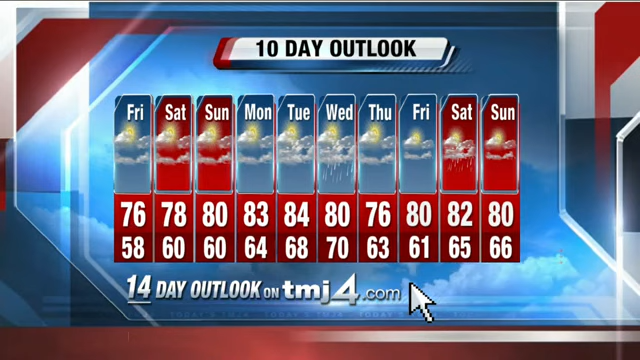 10 DAY OUTLOOK
Fri Sat Sun Mon Tue Wed Thu Fri Sat Sun
76 78 80 83 84 80 76 80 82 80
58 60 60 64 68 70 63 61 65 66
14 DAY OUTLOOK ON tmj4.com